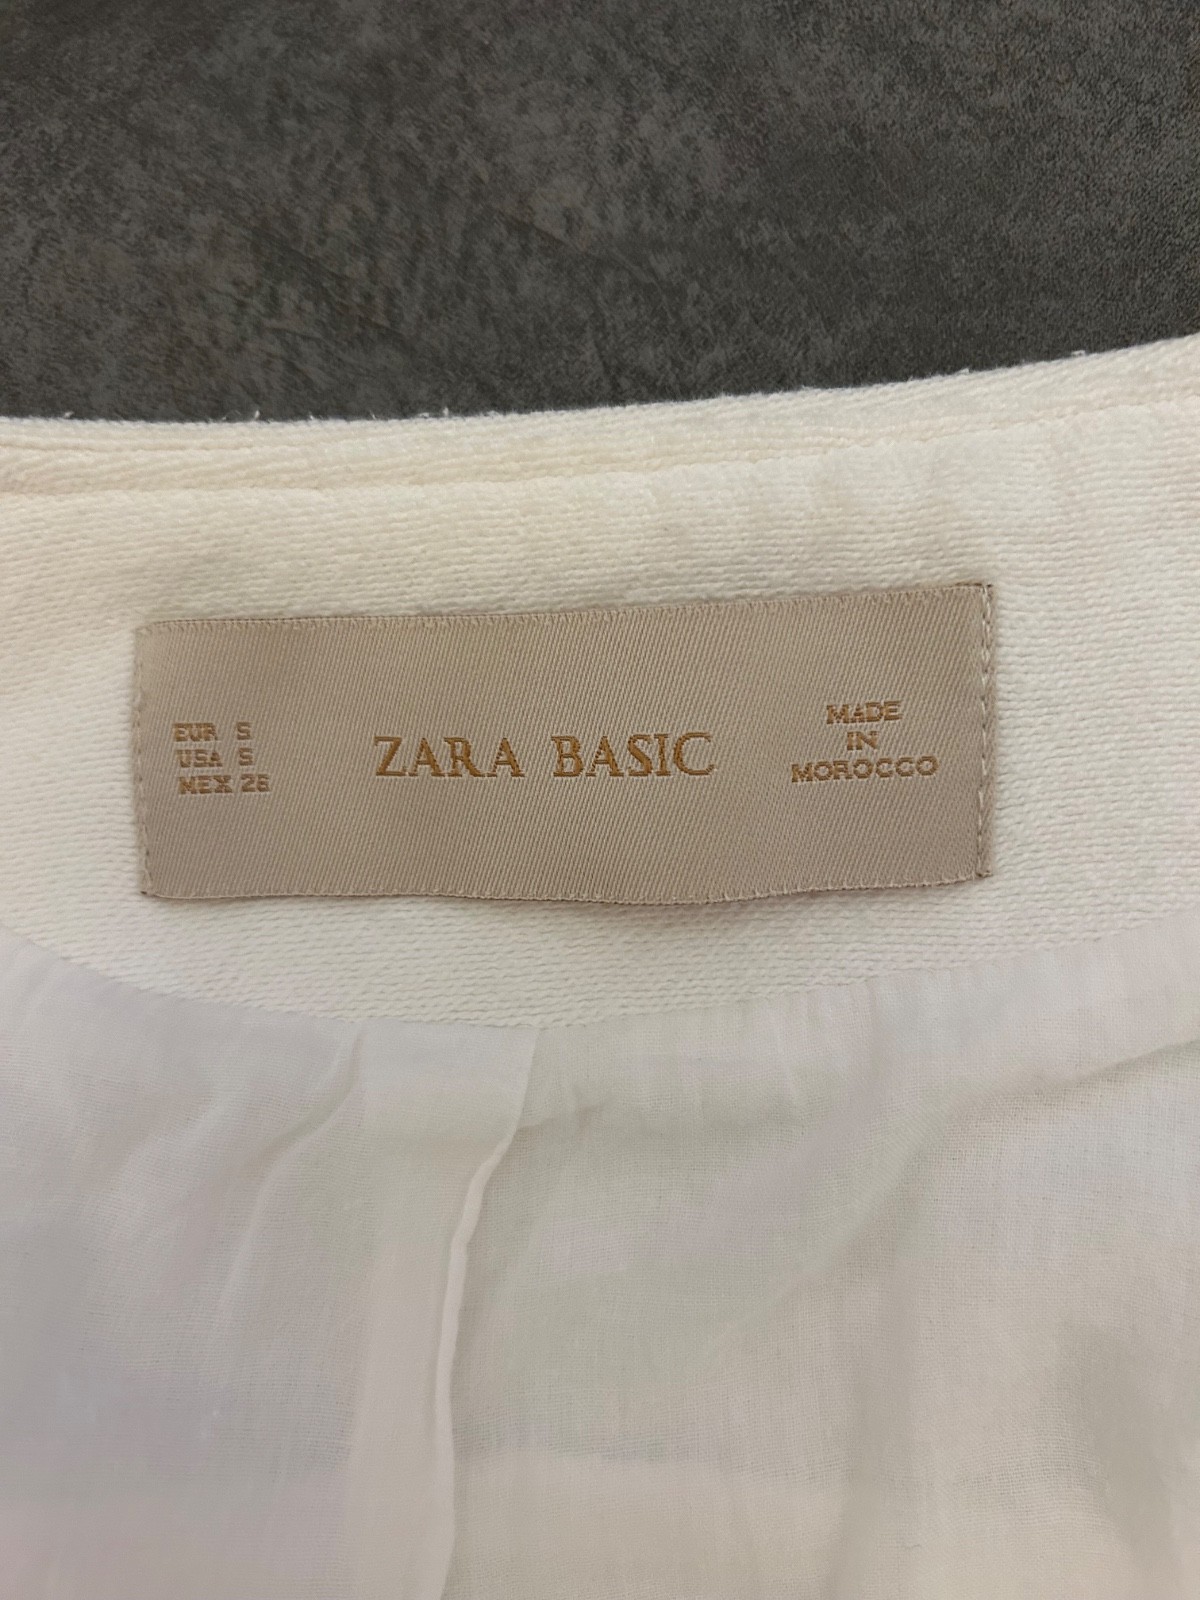 EUR S
USA S
MEX 26
ZARA BASIC
MADE
IN
MOROCCO